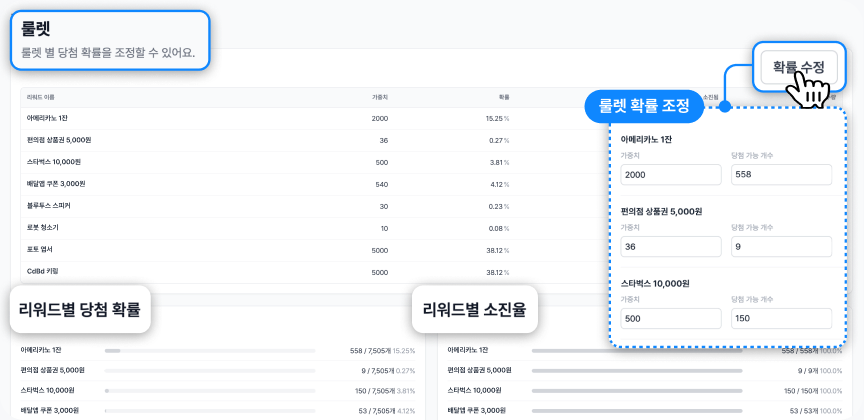 룰렛
룰렛 별 당첨 확률을 조정할 수 있어요.
확률 수정
룰렛 확률 조정
리워드 이름 가중치 확률 소진됨
아메리카노 1잔 2000 15.25%
편의점 상품권 5,000원 36 0.27%
스타벅스 10,000원 500 3.81%
배달앱 쿠폰 3,000원 540 4.12%
블루투스 스피커 30 0.23%
로봇 청소기 10 0.08%
포토 엽서 5000 38.12%
CdBd 키링 5000 38.12%
아메리카노 1잔
가중치 당첨 가능 개수
2000 558
편의점 상품권 5,000원
가중치 당첨 가능 개수
36 9
스타벅스 10,000원
가중치 당첨 가능 개수
500 150
리워드별 당첨 확률
아메리카노 1잔 558 / 7,505개 15.25%
편의점 상품권 5,000원 9 / 7,505개 0.27%
스타벅스 10,000원 150 / 7,505개 3.81%
배달앱 쿠폰 3,000원 53 / 7,505개 4.12%
리워드별 소진율
아메리카노 1잔 558 / 558개 100.0%
편의점 상품권 5,000원 9 / 9개 100.0%
스타벅스 10,000원 150 / 150개 100.0%
배달앱 쿠폰 3,000원 53 / 53개 100.0%